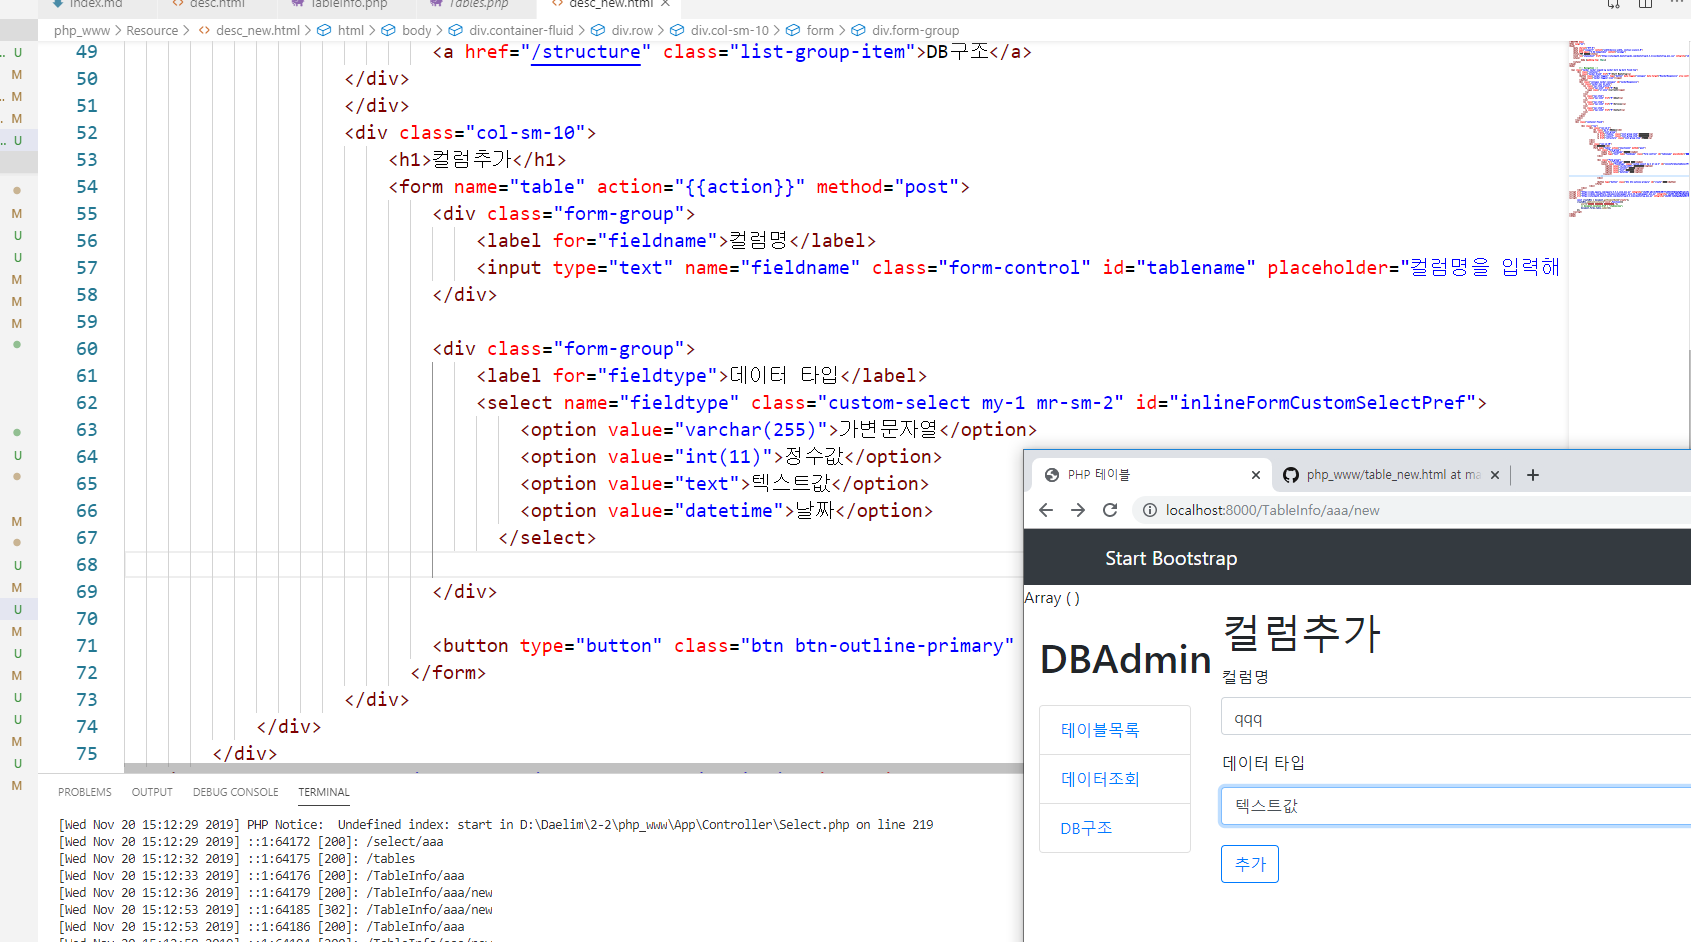 index.md desc.html TableInfo.php Tables.php desc_new.html
php_www > Resource > desc_new.html > html > body > div.container-fluid > div.row > div.col-sm-10 > form > div.form-group
49 <a href="/structure" class="list-group-item">DB구조</a>
50 </div>
51 </div>
52 <div class="col-sm-10">
53 <h1>컬럼추가</h1>
54 <form name="table" action="{{action}}" method="post">
55 <div class="form-group">
56 <label for="fieldname">컬럼명</label>
57 <input type="text" name="fieldname" class="form-control" id="tablename" placeholder="컬럼명을 입력해
58 </div>
59
60 <div class="form-group">
61 <label for="fieldtype">데이터 타입</label>
62 <select name="fieldtype" class="custom-select my-1 mr-sm-2" id="inlineFormCustomSelectPref">
63 <option value="varchar(255)">가변문자열</option>
64 <option value="int(11)">정수값</option>
65 <option value="text">텍스트값</option>
66 <option value="datetime">날짜</option>
67 </select>
68
69 </div>
70
71 <button type="button" class="btn btn-outline-primary"
72 </form>
73 </div>
74 </div>
75 </div>
U
M
M
M
U
M
U
U
M
M
M
U
M
U
M
U
M
U
M
U
U
M
U
M
PROBLEMS OUTPUT DEBUG CONSOLE TERMINAL
[Wed Nov 20 15:12:29 2019] PHP Notice: Undefined index: start in D:\Daelim\2-2\php_www\App\Controller\Select.php on line 219
[Wed Nov 20 15:12:29 2019] ::1:64172 [200]: /select/aaa
[Wed Nov 20 15:12:32 2019] ::1:64175 [200]: /tables
[Wed Nov 20 15:12:33 2019] ::1:64176 [200]: /TableInfo/aaa
[Wed Nov 20 15:12:36 2019] ::1:64179 [200]: /TableInfo/aaa/new
[Wed Nov 20 15:12:53 2019] ::1:64185 [302]: /TableInfo/aaa/new
[Wed Nov 20 15:12:53 2019] ::1:64186 [200]: /TableInfo/aaa
PHP 테이블
php_www/table_new.html at ma
localhost:8000/TableInfo/aaa/new
Start Bootstrap
Array ( )
DBAdmin
테이블목록
데이터조회
DB구조
컬럼추가
컬럼명
qqq
데이터 타입
텍스트값
추가